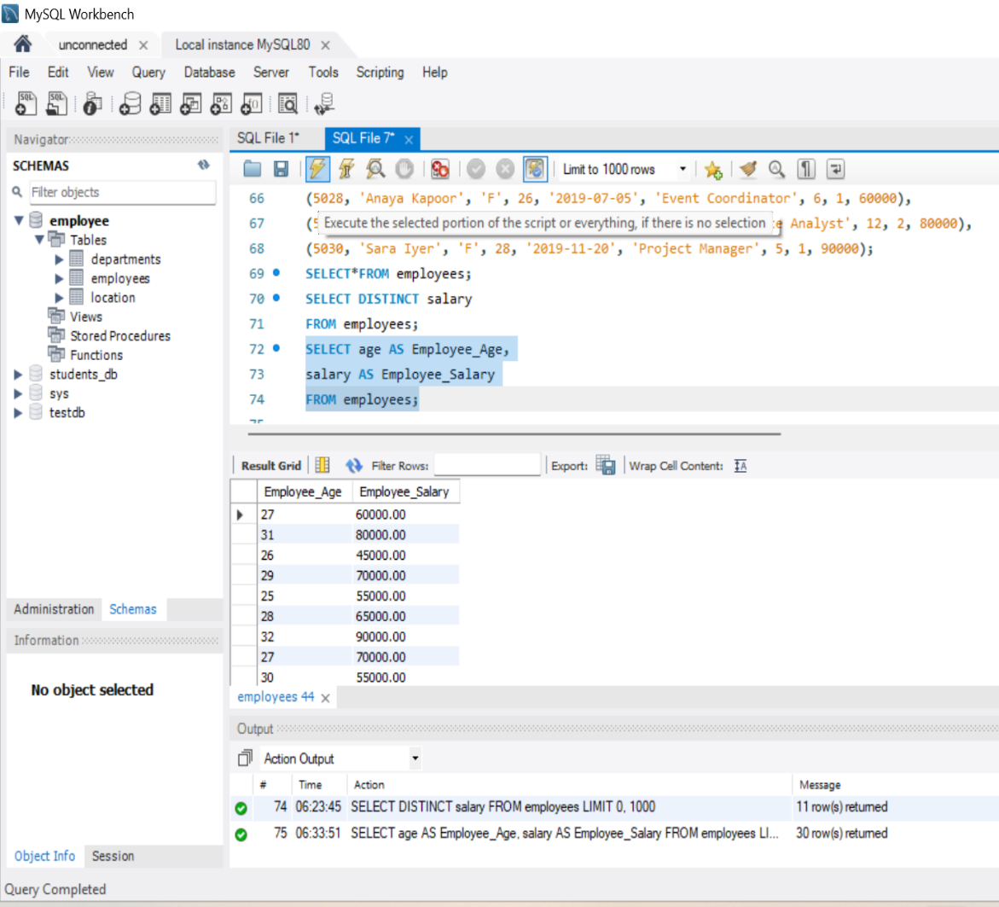 MySQL Workbench
unconnected
Local instance MySQL80
File Edit View Query Database Server Tools Scripting Help
Navigator
SCHEMAS
Filter objects
employee
Tables
departments
employees
location
Views
Stored Procedures
Functions
students_db
sys
testdb
Administration Schemas
Information
No object selected
Object Info Session
SQL File 1* SQL File 7*
Limit to 1000 rows
66 (5028, 'Anaya Kapoor', 'F', 26, '2019-07-05', 'Event Coordinator', 6, 1, 60000),
67 Analyst', 12, 2, 80000),
Execute the selected portion of the script or everything, if there is no selection
68 (5030, 'Sara Iyer', 'F', 28, '2019-11-20', 'Project Manager', 5, 1, 90000);
69 SELECT*FROM employees;
70 SELECT DISTINCT salary
71 FROM employees;
72 SELECT age AS Employee_Age,
73 salary AS Employee_Salary
74 FROM employees;
Result Grid Filter Rows: Export: Wrap Cell Content:
Employee_Age Employee_Salary
27 60000.00
31 80000.00
26 45000.00
29 70000.00
25 55000.00
28 65000.00
32 90000.00
27 70000.00
30 55000.00
employees 44
Output
Action Output
# Time Action Message
74 06:23:45 SELECT DISTINCT salary FROM employees LIMIT 0, 1000 11 row(s) returned
75 06:33:51 SELECT age AS Employee_Age, salary AS Employee_Salary FROM employees LI... 30 row(s) returned
Query Completed